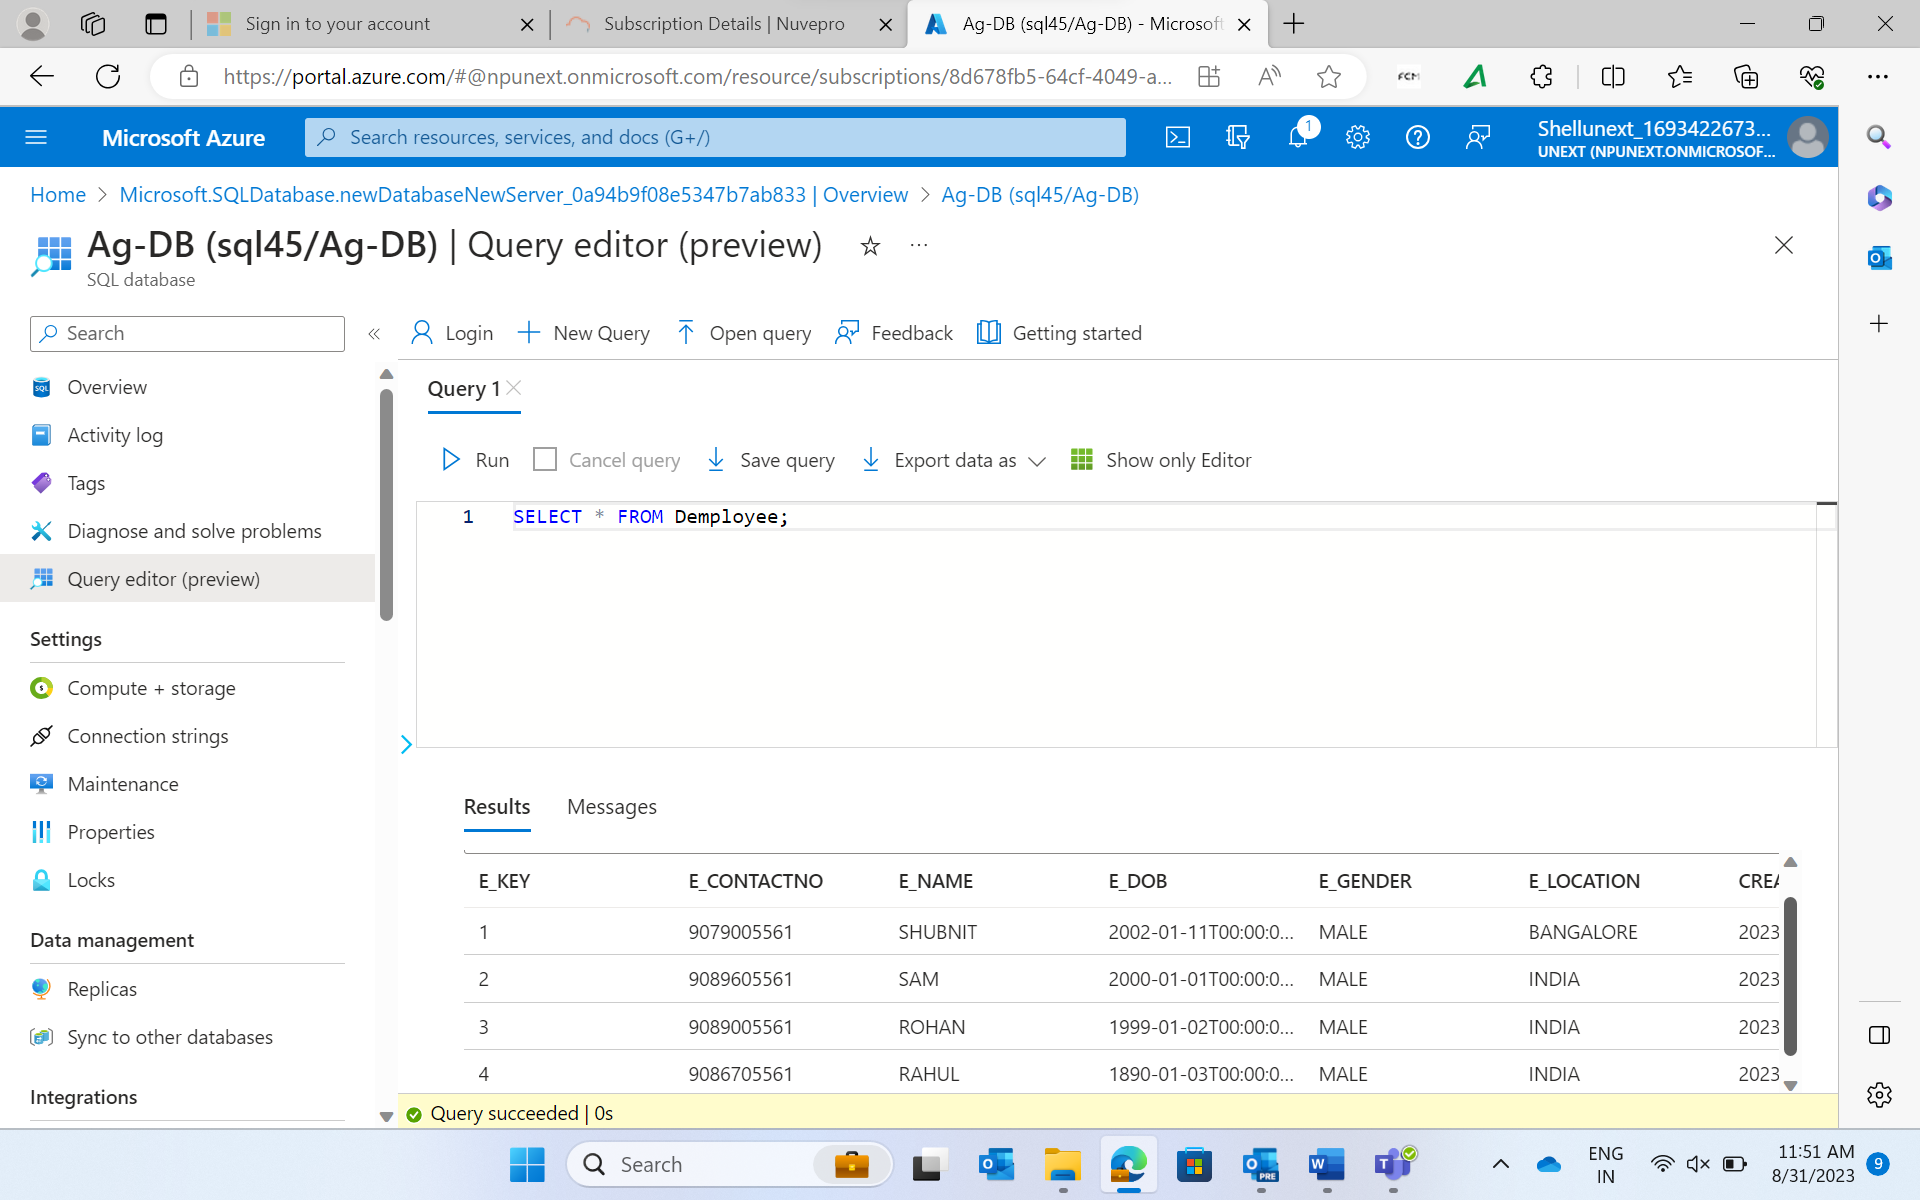 Sign in to your account
Subscription Details | Nuvepro
Ag-DB (sql45/Ag-DB) - Microsoft
https://portal.azure.com/#@npunext.onmicrosoft.com/resource/subscriptions/8d678fb5-64cf-4049-a...
FCM
Microsoft Azure
Search resources, services, and docs (G+/)
1
Shellunext_1693422673...
UNEXT (NPUNEXT.ONMICROSOF...
Home > Microsoft.SQLDatabase.newDatabaseNewServer_0a94b9f08e5347b7ab833 | Overview > Ag-DB (sql45/Ag-DB)
Ag-DB (sql45/Ag-DB) | Query editor (preview)
SQL database
Search
Login
New Query
Open query
Feedback
Getting started
Overview
Activity log
Tags
Diagnose and solve problems
Query editor (preview)
Settings
Compute + storage
Connection strings
Maintenance
Properties
Locks
Data management
Replicas
Sync to other databases
Integrations
Query 1
Run
Cancel query
Save query
Export data as
Show only Editor
1 SELECT * FROM Demployee;
Results
Messages
E_KEY E_CONTACTNO E_NAME E_DOB E_GENDER E_LOCATION CREA
1 9079005561 SHUBNIT 2002-01-11T00:00:0... MALE BANGALORE 2023
2 9089605561 SAM 2000-01-01T00:00:0... MALE INDIA 2023
3 9089005561 ROHAN 1999-01-02T00:00:0... MALE INDIA 2023
4 9086705561 RAHUL 1890-01-03T00:00:0... MALE INDIA 2023
Query succeeded | 0s
Search
ENG
IN
11:51 AM
8/31/2023
9